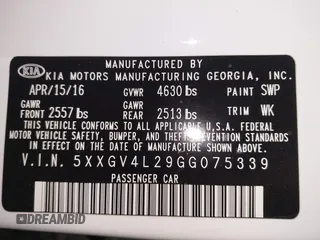 KIA
MANUFACTURED BY
KIA MOTORS MANUFACTURING GEORGIA, INC.
APR/15/16 GVWR 4630 lbs PAINT SWP
GAWR FRONT 2557 lbs GAWR REAR 2513 lbs TRIM WK
THIS VEHICLE CONFORMS TO ALL APPLICABLE U.S. FEDERAL
MOTOR VEHICLE SAFETY, BUMPER, AND THEFT PREVENTION STANDARDS
IN EFFECT ON THE DATE OF MANUFACTURE SHOWN ABOVE.
V.I.N. 5XXGV4L29GG075339
PASSENGER CAR
DREAMBID